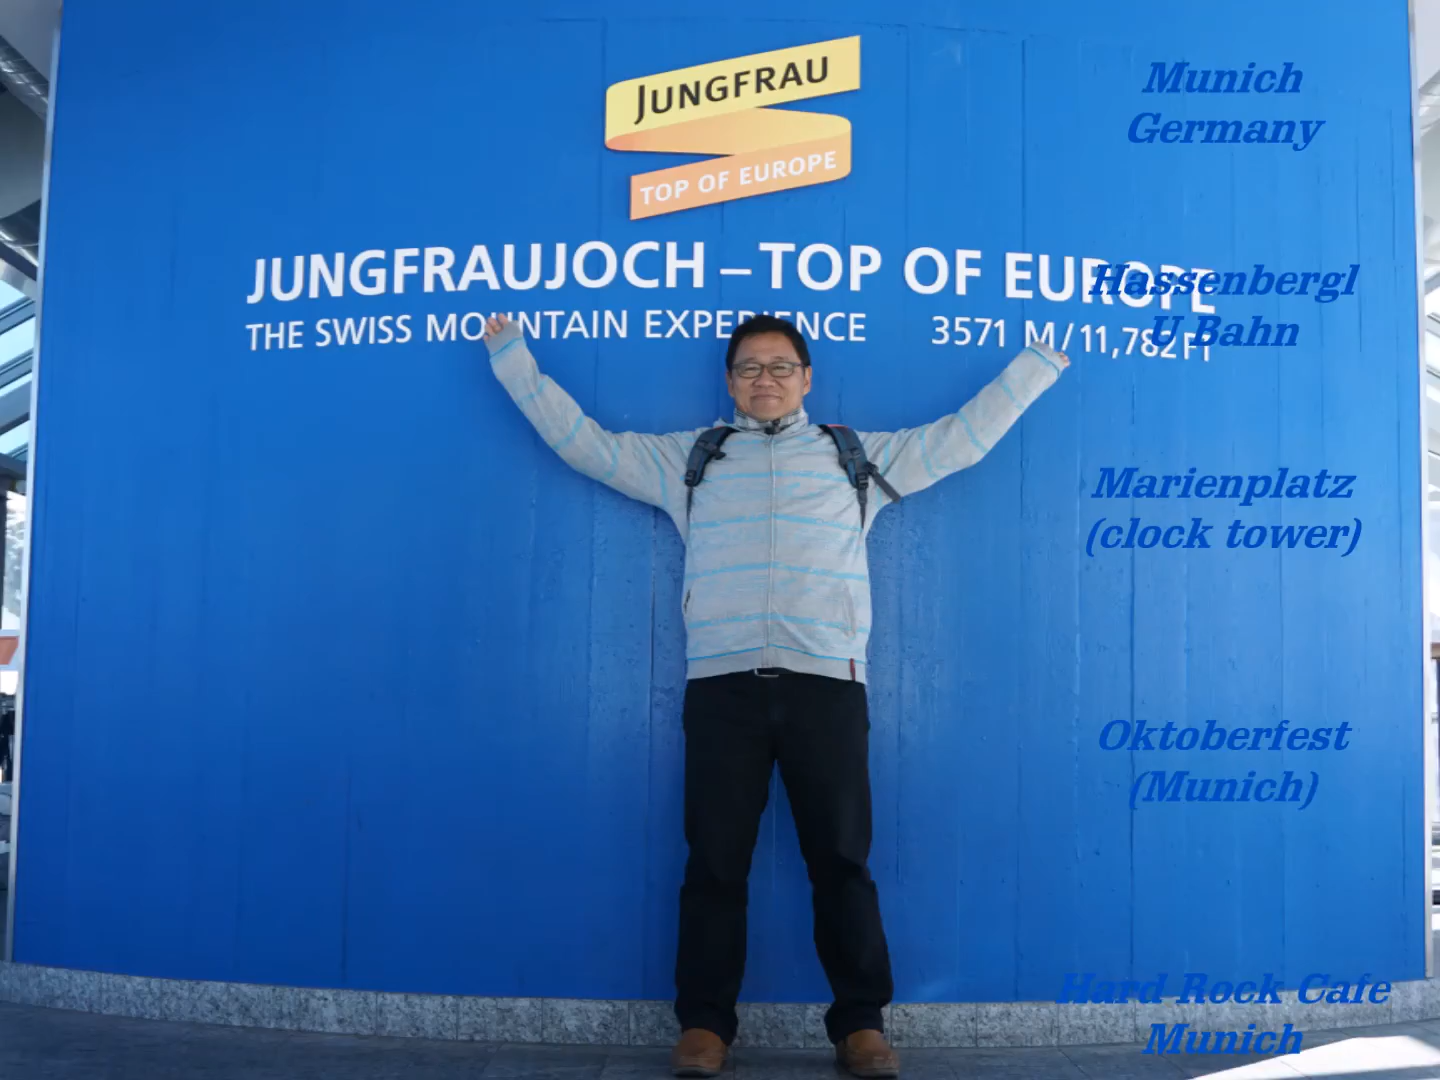 JUNGFRAU
TOP OF EUROPE
JUNGFRAUJOCH – TOP OF EUROPE
THE SWISS MOUNTAIN EXPERIENCE 3571 M / 11,782 FT
Munich
Germany
Hassenbergl
U Bahn
Marienplatz
(clock tower)
Oktoberfest
(Munich)
Hard Rock Cafe
Munich